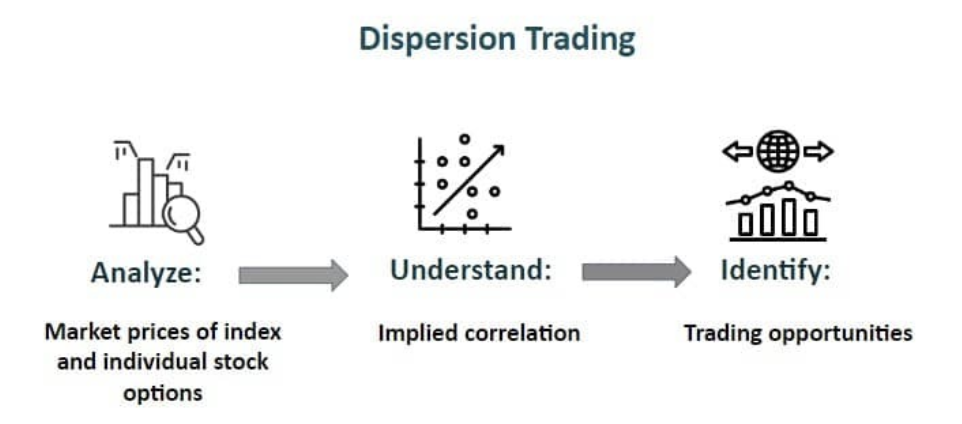 Dispersion Trading
Analyze:
Market prices of index
and individual stock
options
Understand:
Implied correlation
Identify:
Trading opportunities